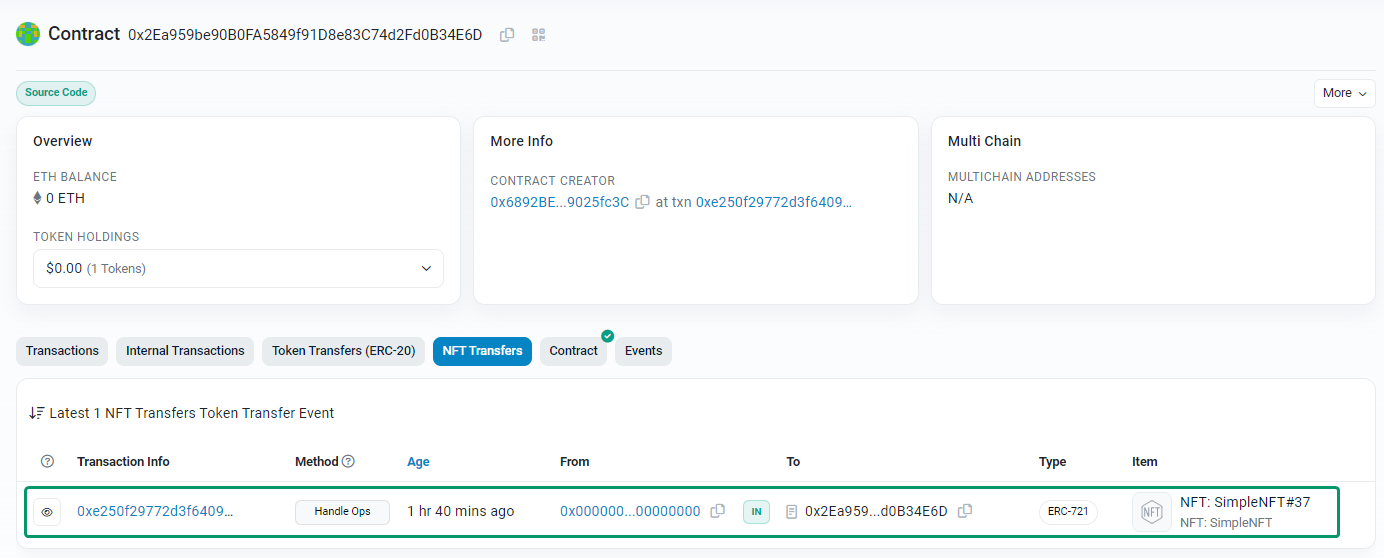 Contract 0x2Ea959be90B0FA5849f91D8e83C74d2Fd0B34E6D
Source Code
More
Overview
ETH BALANCE
0 ETH
TOKEN HOLDINGS
$0.00 (1 Tokens)
More Info
CONTRACT CREATOR
0x6892BE...9025fc3C at txn 0xe250f29772d3f6409...
Multi Chain
MULTICHAIN ADDRESSES
N/A
Transactions Internal Transactions Token Transfers (ERC-20) NFT Transfers Contract Events
Latest 1 NFT Transfers Token Transfer Event
Transaction Info Method Age From To Type Item
0xe250f29772d3f6409... Handle Ops 1 hr 40 mins ago 0x000000...00000000 IN 0x2Ea959...d0B34E6D ERC-721 NFT NFT: SimpleNFT#37
NFT: SimpleNFT